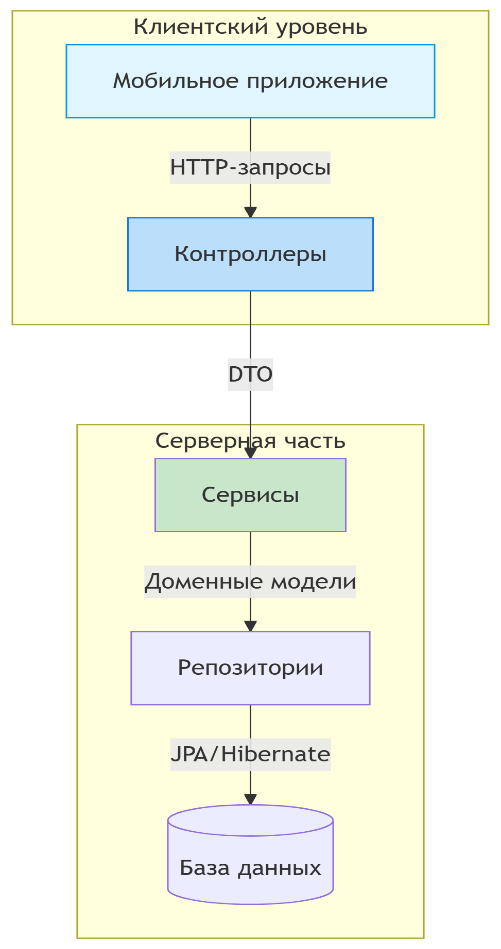 Клиентский уровень
Мобильное приложение
HTTP-запросы
Контроллеры
DTO
Серверная часть
Сервисы
Доменные модели
Репозитории
JPA/Hibernate
База данных